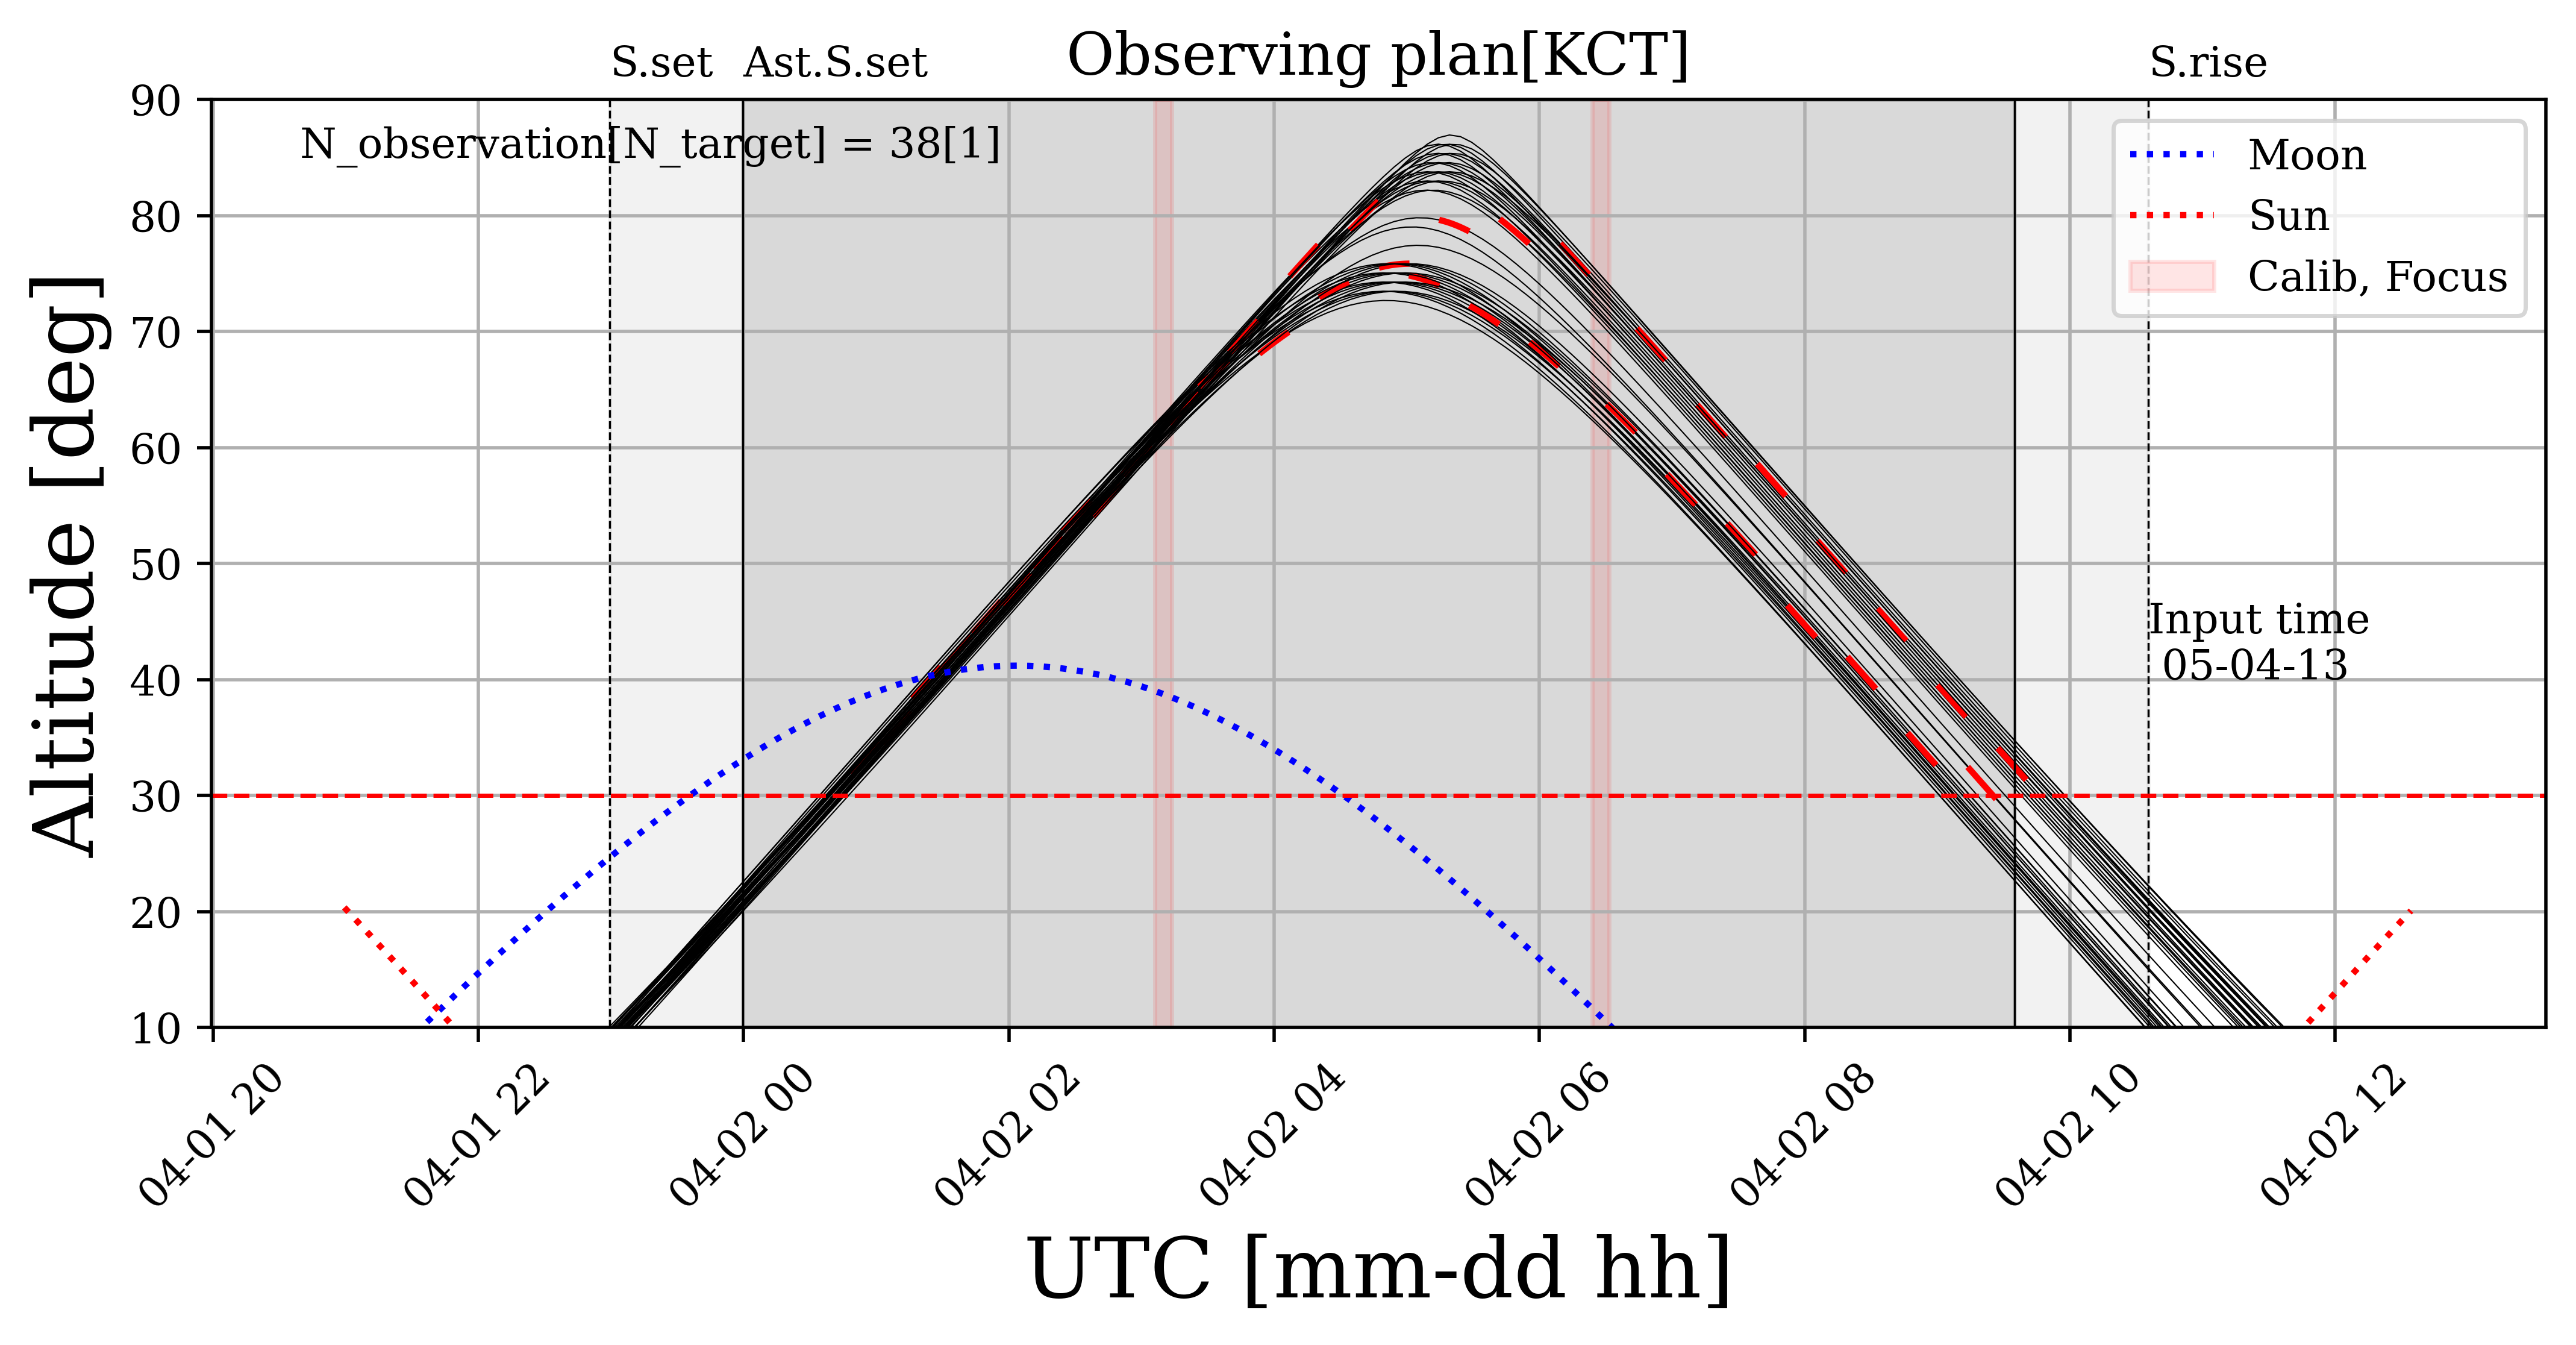 Observing plan[KCT]
S.set
Ast.S.set
S.rise
N_observation[N_target] = 38[1]
Moon
Sun
Calib, Focus
Input time
05-04-13
Altitude [deg]
90
80
70
60
50
40
30
20
10
04-01 20
04-01 22
04-02 00
04-02 02
04-02 04
04-02 06
04-02 08
04-02 10
04-02 12
UTC [mm-dd hh]